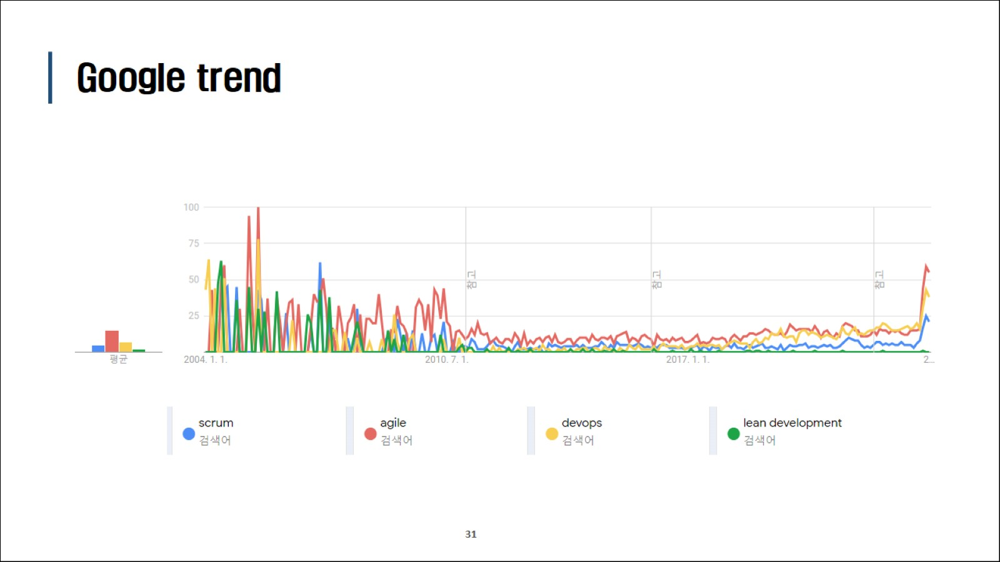 Google trend
100
75
50
25
참고
참고
참고
평균
2004. 1. 1.
2010. 7. 1.
2017. 1. 1.
2...
scrum
검색어
agile
검색어
devops
검색어
lean development
검색어
31